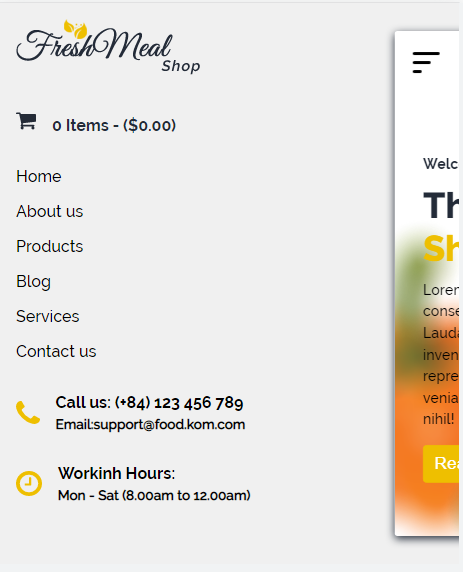 FreshMeal
Shop
0 Items - ($0.00)
Home
About us
Products
Blog
Services
Contact us
Call us: (+84) 123 456 789
Email:support@food.kom.com
Workinh Hours:
Mon - Sat (8.00am to 12.00am)
Welc
Th
Sh
Lorem
conse
Lauda
inven
repre
venia
nihil!
Rea